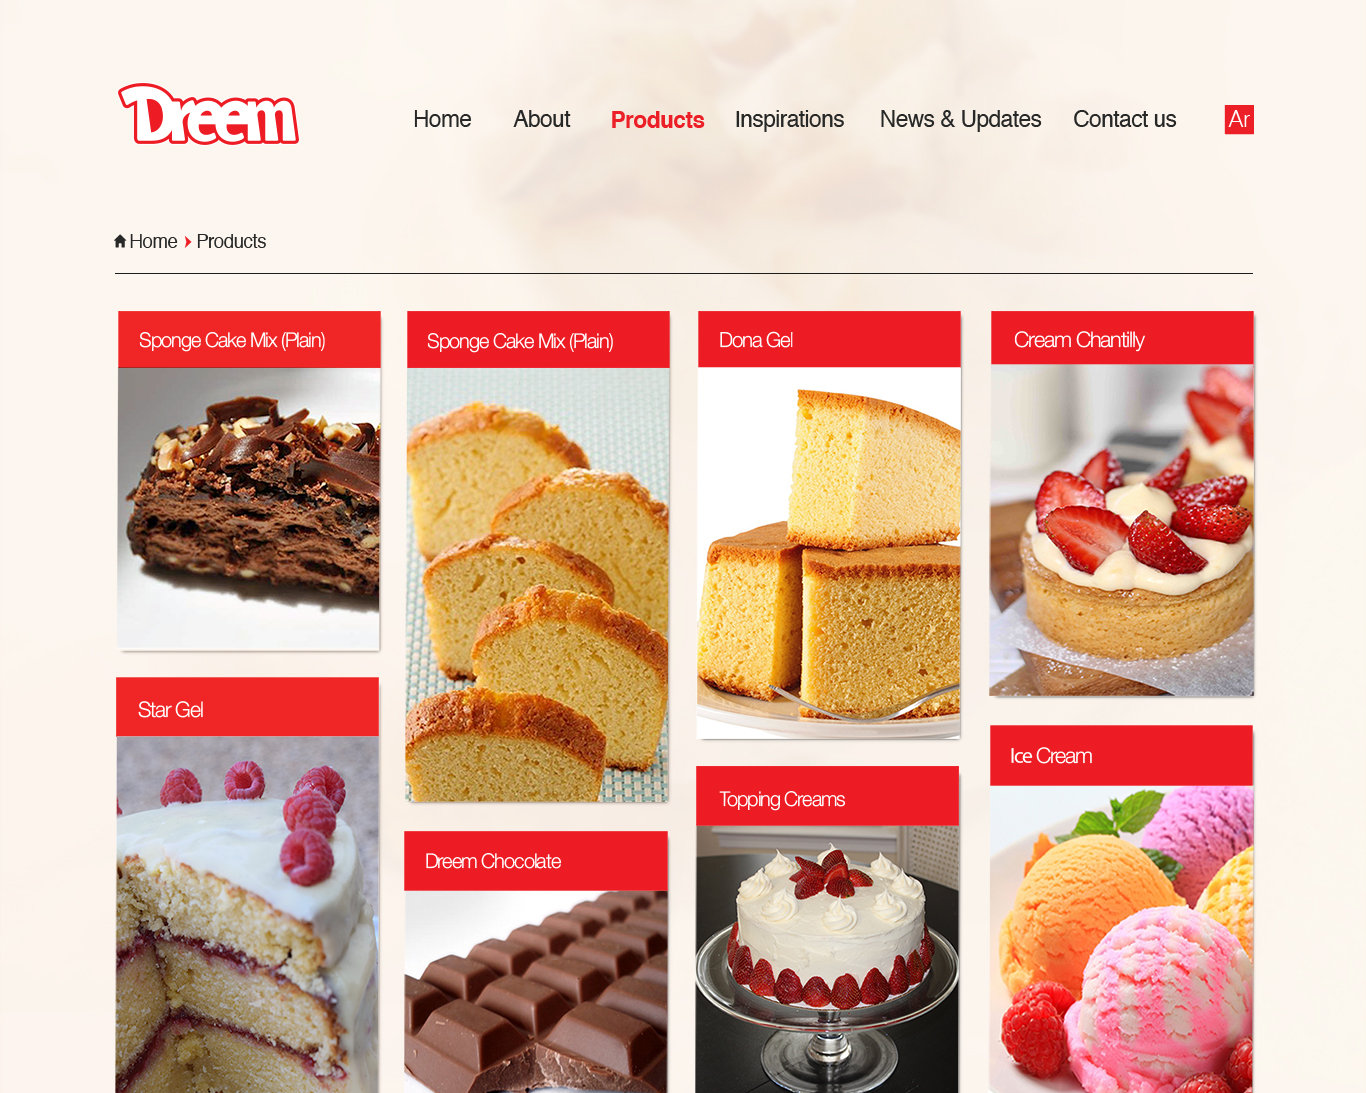 Dreem
Home About Products Inspirations News & Updates Contact us Ar
Home Products
Sponge Cake Mix (Plain)
Sponge Cake Mix (Plain)
Dona Gel
Cream Chantilly
Star Gel
Dreem Chocolate
Topping Creams
Ice Cream